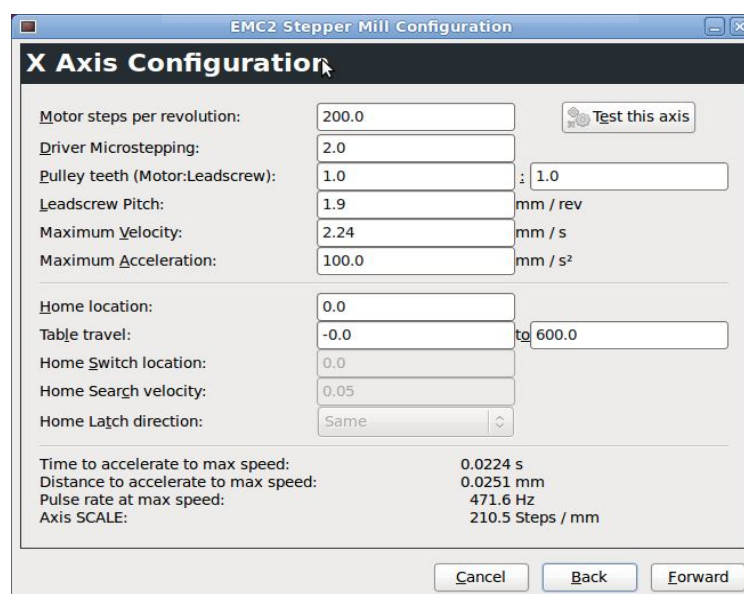 EMC2 Stepper Mill Configuration
X Axis Configuration
Motor steps per revolution: 200.0 Test this axis
Driver Microstepping: 2.0
Pulley teeth (Motor:Leadscrew): 1.0 : 1.0
Leadscrew Pitch: 1.9 mm / rev
Maximum Velocity: 2.24 mm / s
Maximum Acceleration: 100.0 mm / s²
Home location: 0.0
Table travel: -0.0 to 600.0
Home Switch location: 0.0
Home Search velocity: 0.05
Home Latch direction: Same
Time to accelerate to max speed: 0.0224 s
Distance to accelerate to max speed: 0.0251 mm
Pulse rate at max speed: 471.6 Hz
Axis SCALE: 210.5 Steps / mm
Cancel Back Forward